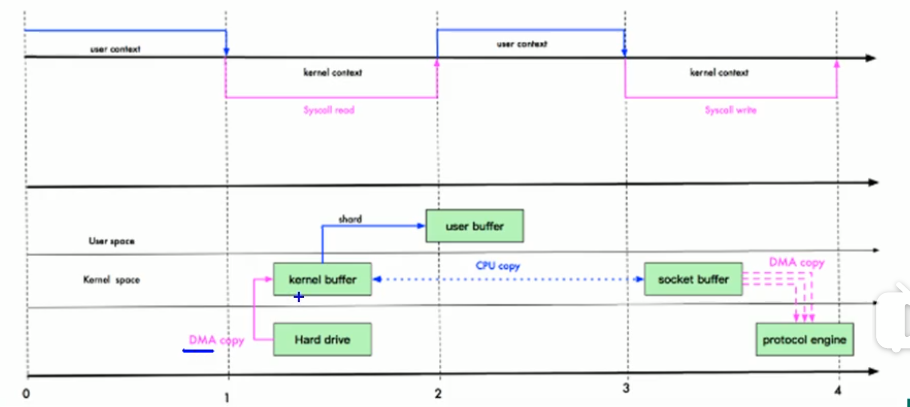 user context
user context
kernel context
kernel context
Syscall read
Syscall write
shard
user buffer
User space
Kernel space
kernel buffer
CPU copy
socket buffer
DMA copy
DMA copy
Hard drive
protocol engine
0
1
2
3
4